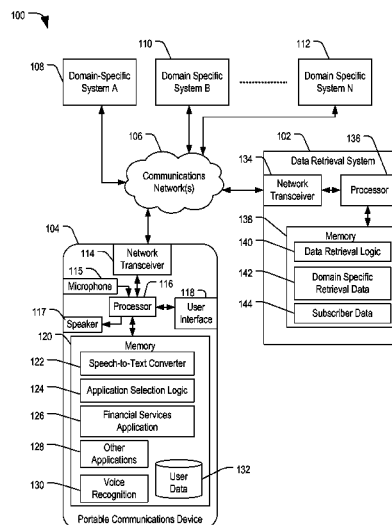 100
108
110
112
Domain-Specific
System A
Domain Specific
System B
Domain Specific
System N
106
Communications
Network(s)
102
136
134
Data Retrieval System
Network
Transceiver
Processor
136
Memory
140
Data Retrieval Logic
142
Domain Specific
Retrieval Data
144
Subscriber Data
104
114
Network
Transceiver
115
116
118
Microphone
Processor
User
Interface
117
Speaker
120
Memory
122
Speech-to-Text Converter
124
Application Selection Logic
126
Financial Services
Application
128
Other
Applications
132
User
Data
130
Voice
Recognition
Portable Communications Device